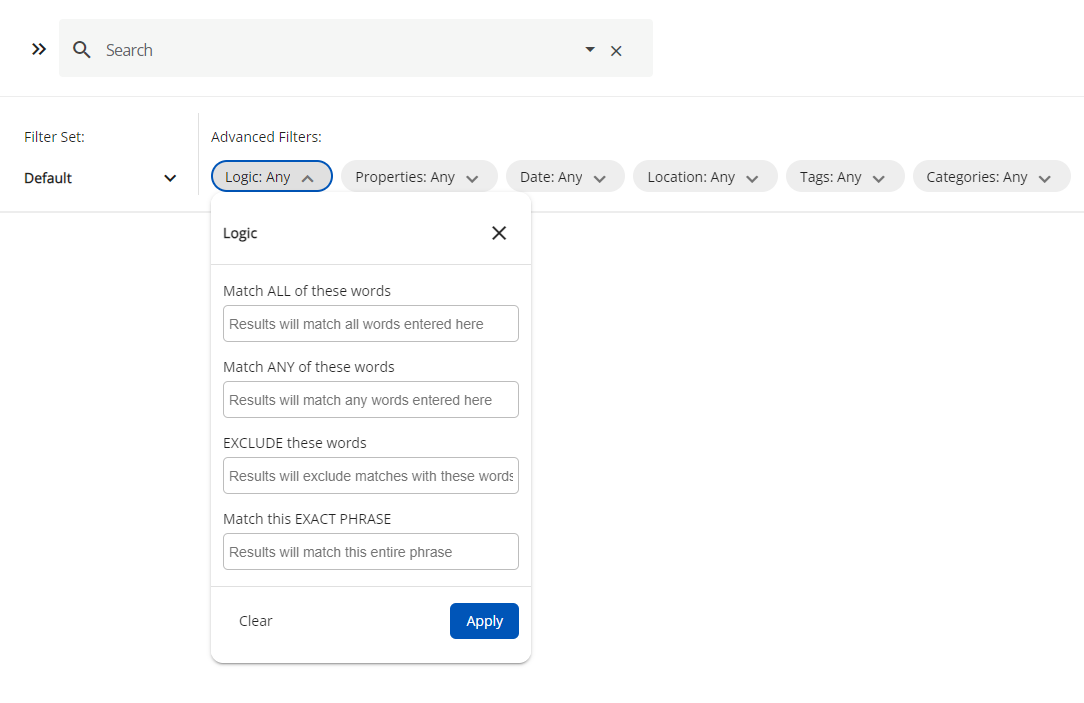 Search
Filter Set:
Default
Advanced Filters:
Logic: Any
Properties: Any
Date: Any
Location: Any
Tags: Any
Categories: Any
Logic
Match ALL of these words
Results will match all words entered here
Match ANY of these words
Results will match any words entered here
EXCLUDE these words
Results will exclude matches with these words
Match this EXACT PHRASE
Results will match this entire phrase
Clear
Apply